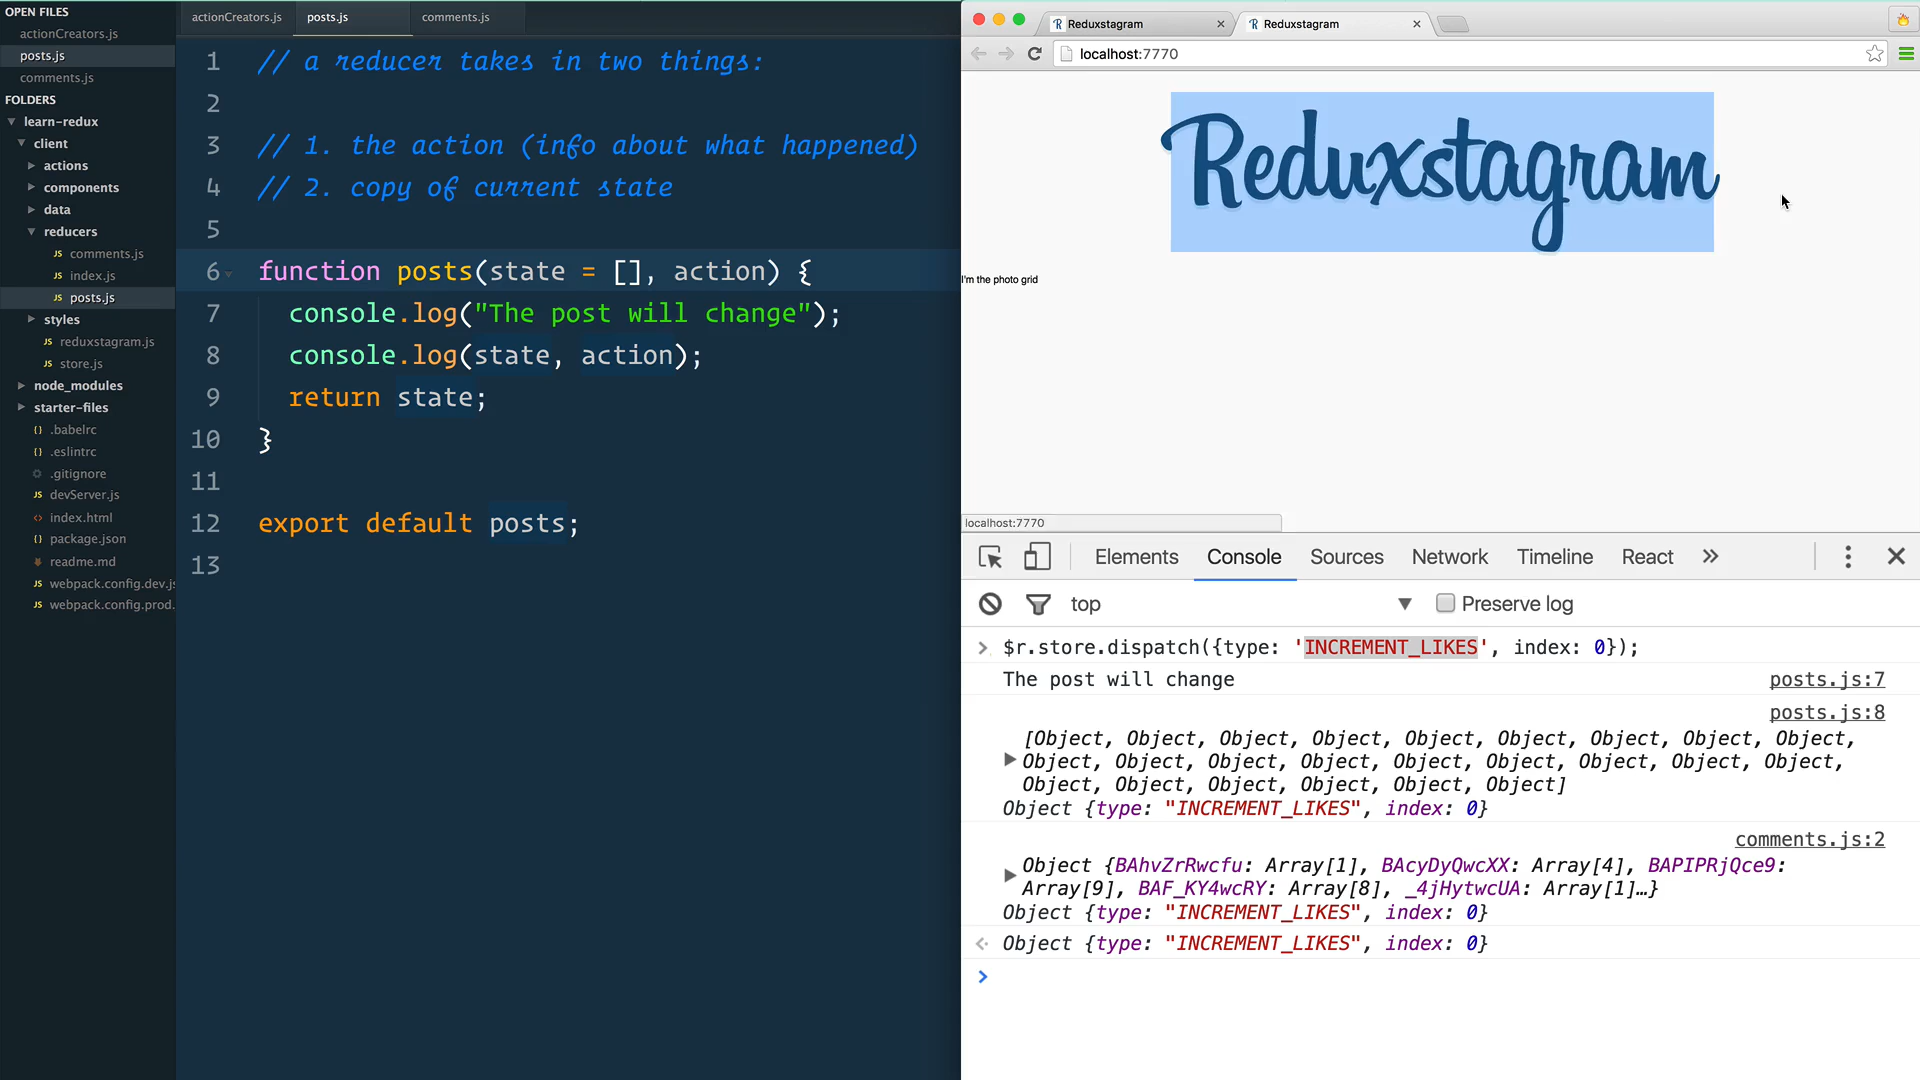 OPEN FILES
actionCreators.js
posts.js
comments.js
FOLDERS
learn-redux
client
actions
components
data
reducers
comments.js
index.js
posts.js
styles
reduxstagram.js
store.js
node_modules
starter-files
.babelrc
.eslintrc
.gitignore
devServer.js
index.html
package.json
readme.md
webpack.config.dev.js
webpack.config.prod.
actionCreators.js posts.js comments.js
1 // a reducer takes in two things:
2
3 // 1. the action (info about what happened)
4 // 2. copy of current state
5
6 function posts(state = [], action) {
7 console.log("The post will change");
8 console.log(state, action);
9 return state;
10 }
11
12 export default posts;
13
Reduxstagram Reduxstagram
localhost:7770
Reduxstagram
I'm the photo grid
localhost:7770
Elements Console Sources Network Timeline React
top Preserve log
$r.store.dispatch({type: 'INCREMENT_LIKES', index: 0});
The post will change posts.js:7
posts.js:8
[Object, Object, Object, Object, Object, Object, Object, Object, Object,
Object, Object, Object, Object, Object, Object, Object, Object, Object,
Object, Object, Object, Object, Object, Object]
Object {type: "INCREMENT_LIKES", index: 0}
comments.js:2
Object {BAhvZrRwcfu: Array[1], BAcyDyQwcXX: Array[4], BAPIPRjQce9:
Array[9], BAF_KY4wcRY: Array[8], _4jHytwcUA: Array[1]…}
Object {type: "INCREMENT_LIKES", index: 0}
Object {type: "INCREMENT_LIKES", index: 0}